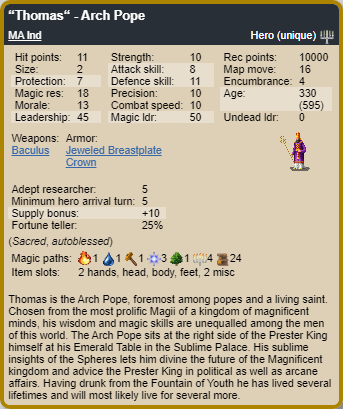 “Thomas“ - Arch Pope
MA Ind Hero (unique)
Hit points: 11 Strength: 10 Rec points: 10000
Size: 2 Attack skill: 8 Map move: 16
Protection: 7 Defence skill: 11 Encumbrance: 4
Magic res: 18 Precision: 10 Age: 330
Morale: 13 Combat speed: 10 (595)
Leadership: 45 Magic ldr: 50 Undead ldr: 0
Weapons: Armor:
Baculus Jeweled Breastplate
Crown
Adept researcher: 5
Minimum hero arrival turn: 5
Supply bonus: +10
Fortune teller: 25%
(Sacred, autoblessed)
Magic paths: 1 1 1 3 1 4 24
Item slots: 2 hands, head, body, feet, 2 misc
Thomas is the Arch Pope, foremost among popes and a living saint.
Chosen from the most prolific Magii of a kingdom of magnificent
minds, his wisdom and magic skills are unequalled among the men
of this world. The Arch Pope sits at the right side of the Prester King
himself at his Emerald Table in the Sublime Palace. His sublime
insights of the Spheres lets him divine the future of the Magnificent
kingdom and advice the Prester King in political as well as arcane
affairs. Having drunk from the Fountain of Youth he has lived several
lifetimes and will most likely live for several more.